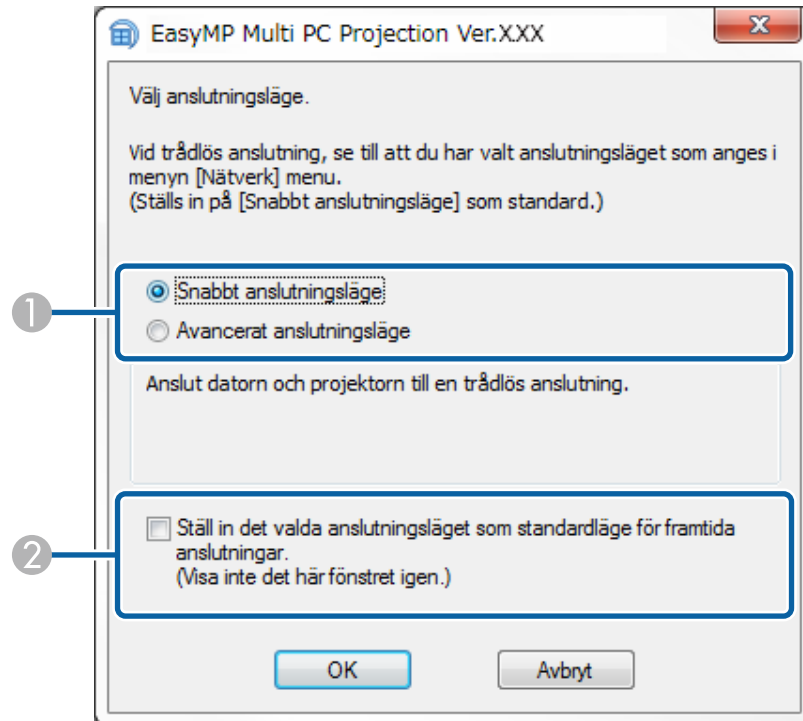 EasyMP Multi PC Projection Ver.X.XX
Välj anslutningsläge.
Vid trådlös anslutning, se till att du har valt anslutningsläget som anges i
menyn [Nätverk] menu.
(Ställs in på [Snabbt anslutningsläge] som standard.)
1
Snabbt anslutningsläge
Avancerat anslutningsläge
Anslut datorn och projektorn till en trådlös anslutning.
2
Ställ in det valda anslutningsläget som standardläge för framtida
anslutningar.
(Visa inte det här fönstret igen.)
OK
Avbryt